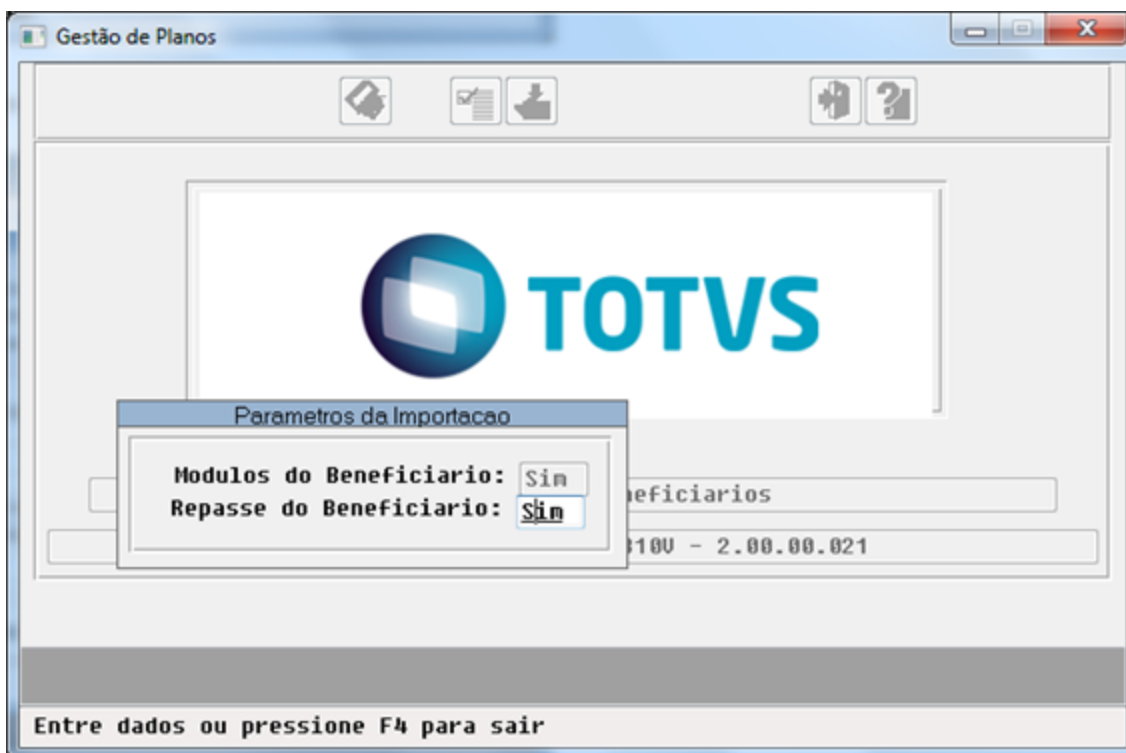 Gestão de Planos
TOTVS
Parametros da Importacao
Modulos do Beneficiario: Sim
Repasse do Beneficiario: Sim
eficiarios
310V - 2.00.00.021
Entre dados ou pressione F4 para sair